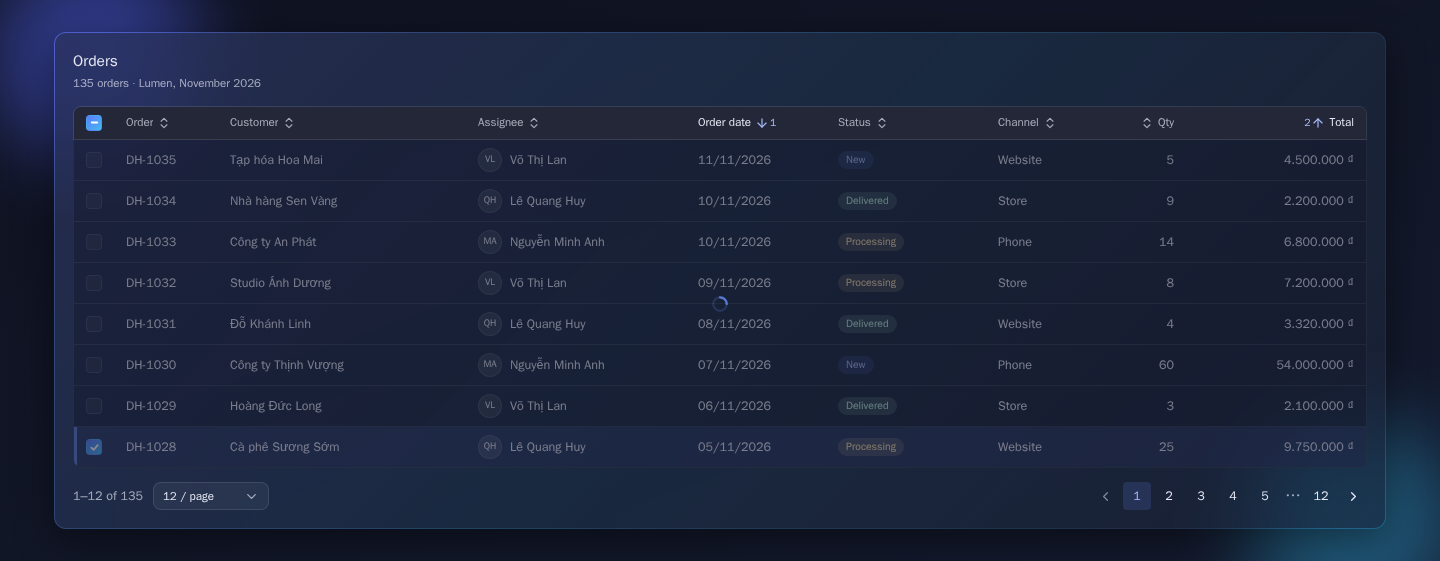 Orders
135 orders · Lumen, November 2026
Order Customer Assignee Order date 1 Status Channel Qty 2 Total
DH-1035 Tạp hóa Hoa Mai VL Võ Thị Lan 11/11/2026 New Website 5 4.500.000 ₫
DH-1034 Nhà hàng Sen Vàng QH Lê Quang Huy 10/11/2026 Delivered Store 9 2.200.000 ₫
DH-1033 Công ty An Phát MA Nguyễn Minh Anh 10/11/2026 Processing Phone 14 6.800.000 ₫
DH-1032 Studio Ánh Dương VL Võ Thị Lan 09/11/2026 Processing Store 8 7.200.000 ₫
DH-1031 Đỗ Khánh Linh QH Lê Quang Huy 08/11/2026 Delivered Website 4 3.320.000 ₫
DH-1030 Công ty Thịnh Vượng MA Nguyễn Minh Anh 07/11/2026 New Phone 60 54.000.000 ₫
DH-1029 Hoàng Đức Long VL Võ Thị Lan 06/11/2026 Delivered Store 3 2.100.000 ₫
DH-1028 Cà phê Sương Sớm QH Lê Quang Huy 05/11/2026 Processing Website 25 9.750.000 ₫
1–12 of 135 12 / page 1 2 3 4 5 ··· 12